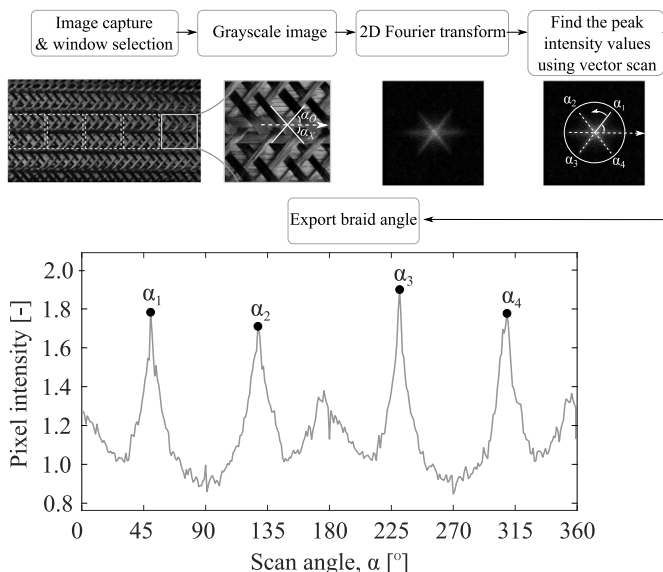 Image capture
& window selection
Grayscale image
2D Fourier transform
Find the peak
intensity values
using vector scan
αO
αX
α2
α1
α3
α4
Export braid angle
2.0
1.8
1.6
1.4
1.2
1.0
0.8
Pixel intensity [-]
α1
α2
α3
α4
0
45
90
135
180
225
270
315
360
Scan angle, α [°]